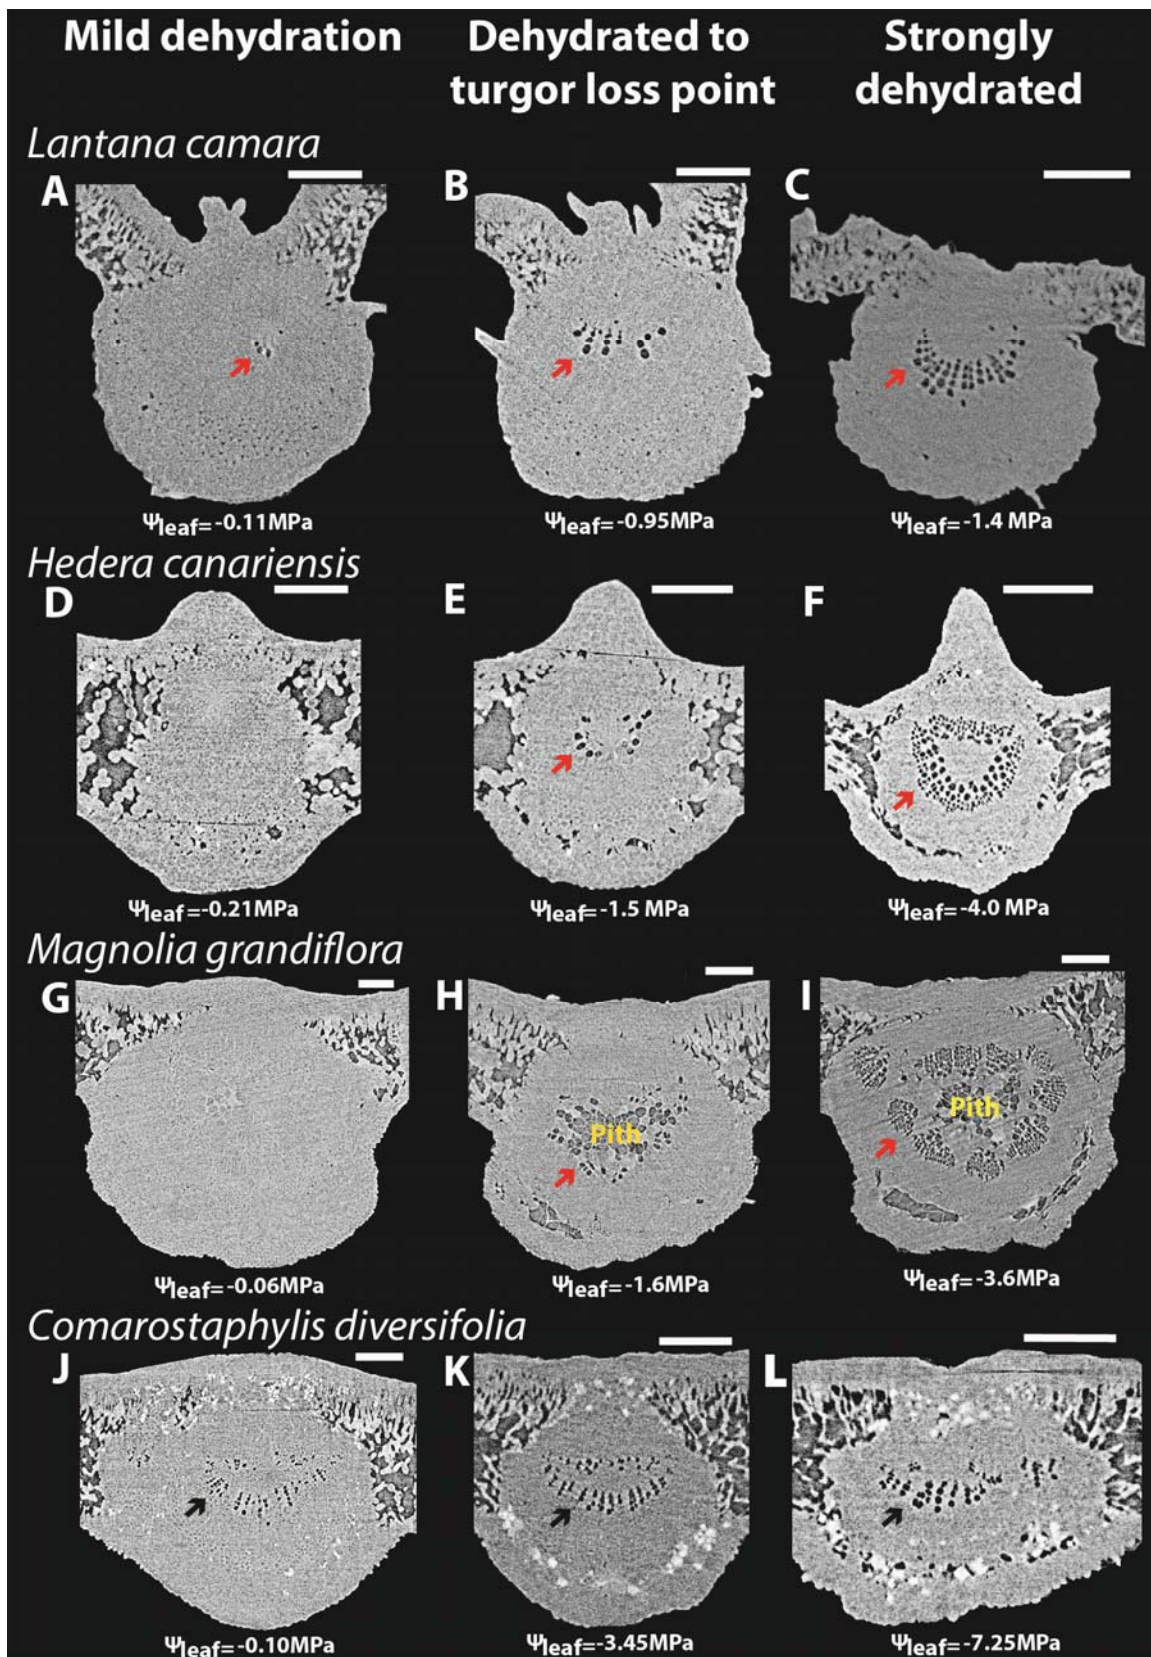 Mild dehydration
Dehydrated to turgor loss point
Strongly dehydrated
Lantana camara
A
B
C
Ψleaf= -0.11MPa
Ψleaf= -0.95MPa
Ψleaf= -1.4 MPa
Hedera canariensis
D
E
F
Ψleaf= -0.21MPa
Ψleaf= -1.5 MPa
Ψleaf= -4.0 MPa
Magnolia grandiflora
G
H
I
Pith
Pith
Ψleaf= -0.06MPa
Ψleaf= -1.6MPa
Ψleaf= -3.6MPa
Comarostaphylis diversifolia
J
K
L
Ψleaf= -0.10MPa
Ψleaf= -3.45MPa
Ψleaf= -7.25MPa